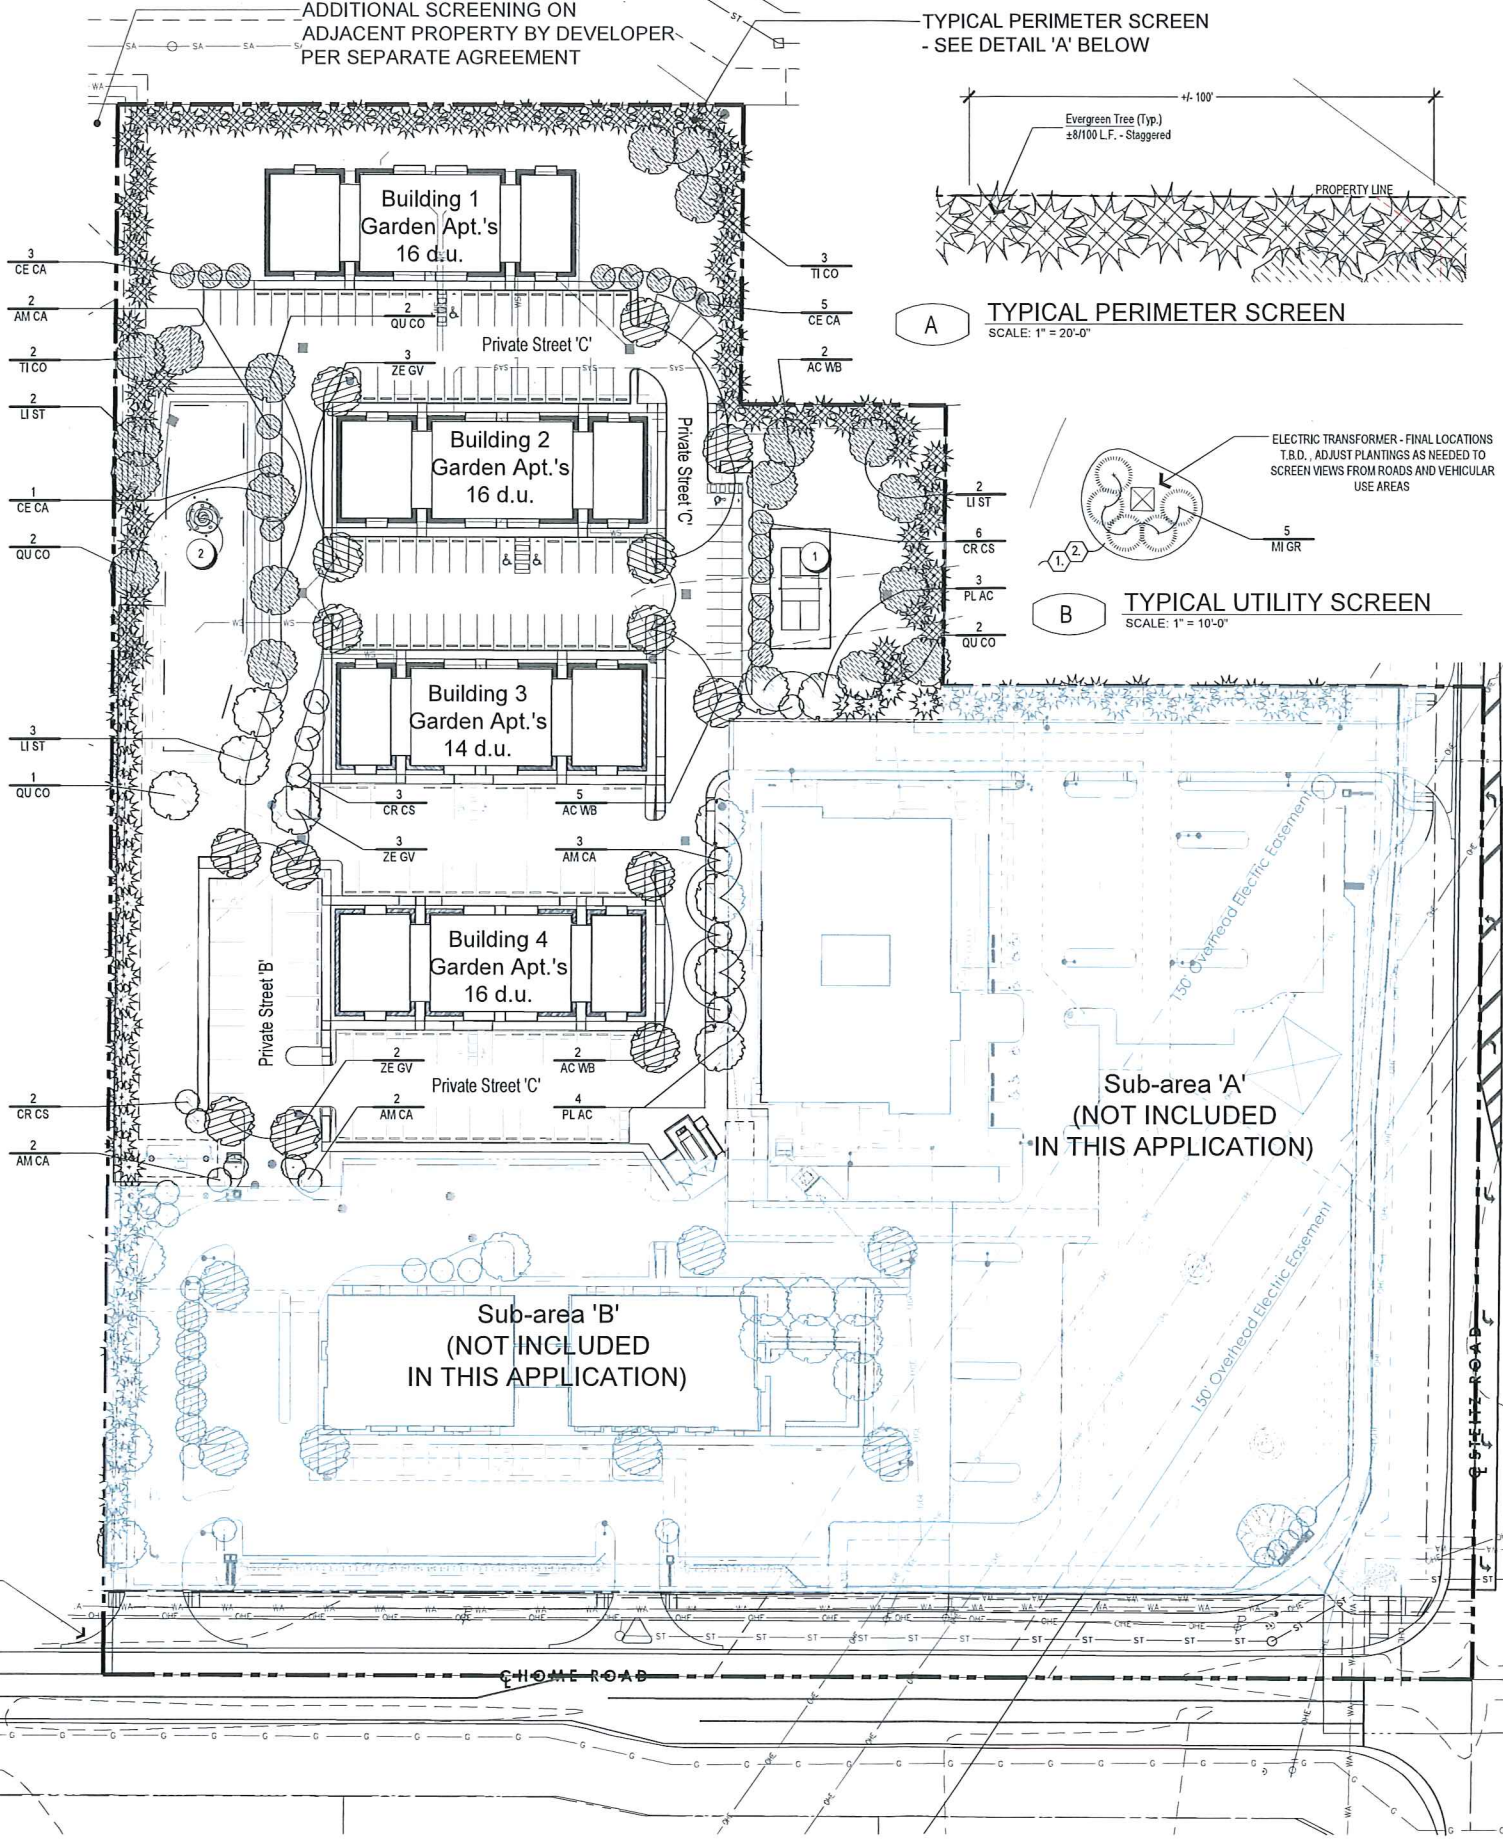 ADDITIONAL SCREENING ON
ADJACENT PROPERTY BY DEVELOPER
PER SEPARATE AGREEMENT
TYPICAL PERIMETER SCREEN
- SEE DETAIL 'A' BELOW
+/- 100'
Evergreen Tree (Typ.)
±8/100 L.F. - Staggered
PROPERTY LINE
A
TYPICAL PERIMETER SCREEN
SCALE: 1" = 20'-0"
ELECTRIC TRANSFORMER - FINAL LOCATIONS
T.B.D. , ADJUST PLANTINGS AS NEEDED TO
SCREEN VIEWS FROM ROADS AND VEHICULAR
USE AREAS
5
MI GR
1.
2.
B
TYPICAL UTILITY SCREEN
SCALE: 1" = 10'-0"
Building 1
Garden Apt.'s
16 d.u.
3
CE CA
2
AM CA
2
TI CO
2
LI ST
1
CE CA
2
QU CO
3
LI ST
1
QU CO
2
CR CS
2
AM CA
2
QU CO
3
ZE GV
Private Street 'C'
3
TI CO
5
CE CA
2
AC WB
Building 2
Garden Apt.'s
16 d.u.
Private Street 'C'
2
1
2
LI ST
6
CR CS
3
PL AC
2
QU CO
Building 3
Garden Apt.'s
14 d.u.
3
CR CS
5
AC WB
3
ZE GV
3
AM CA
Building 4
Garden Apt.'s
16 d.u.
Private Street 'B'
2
ZE GV
2
AC WB
Private Street 'C'
2
AM CA
4
PL AC
150' Overhead Electric Easement
Sub-area 'A'
(NOT INCLUDED
IN THIS APPLICATION)
150' Overhead Electric Easement
Sub-area 'B'
(NOT INCLUDED
IN THIS APPLICATION)
STEITZ ROAD
HOME ROAD